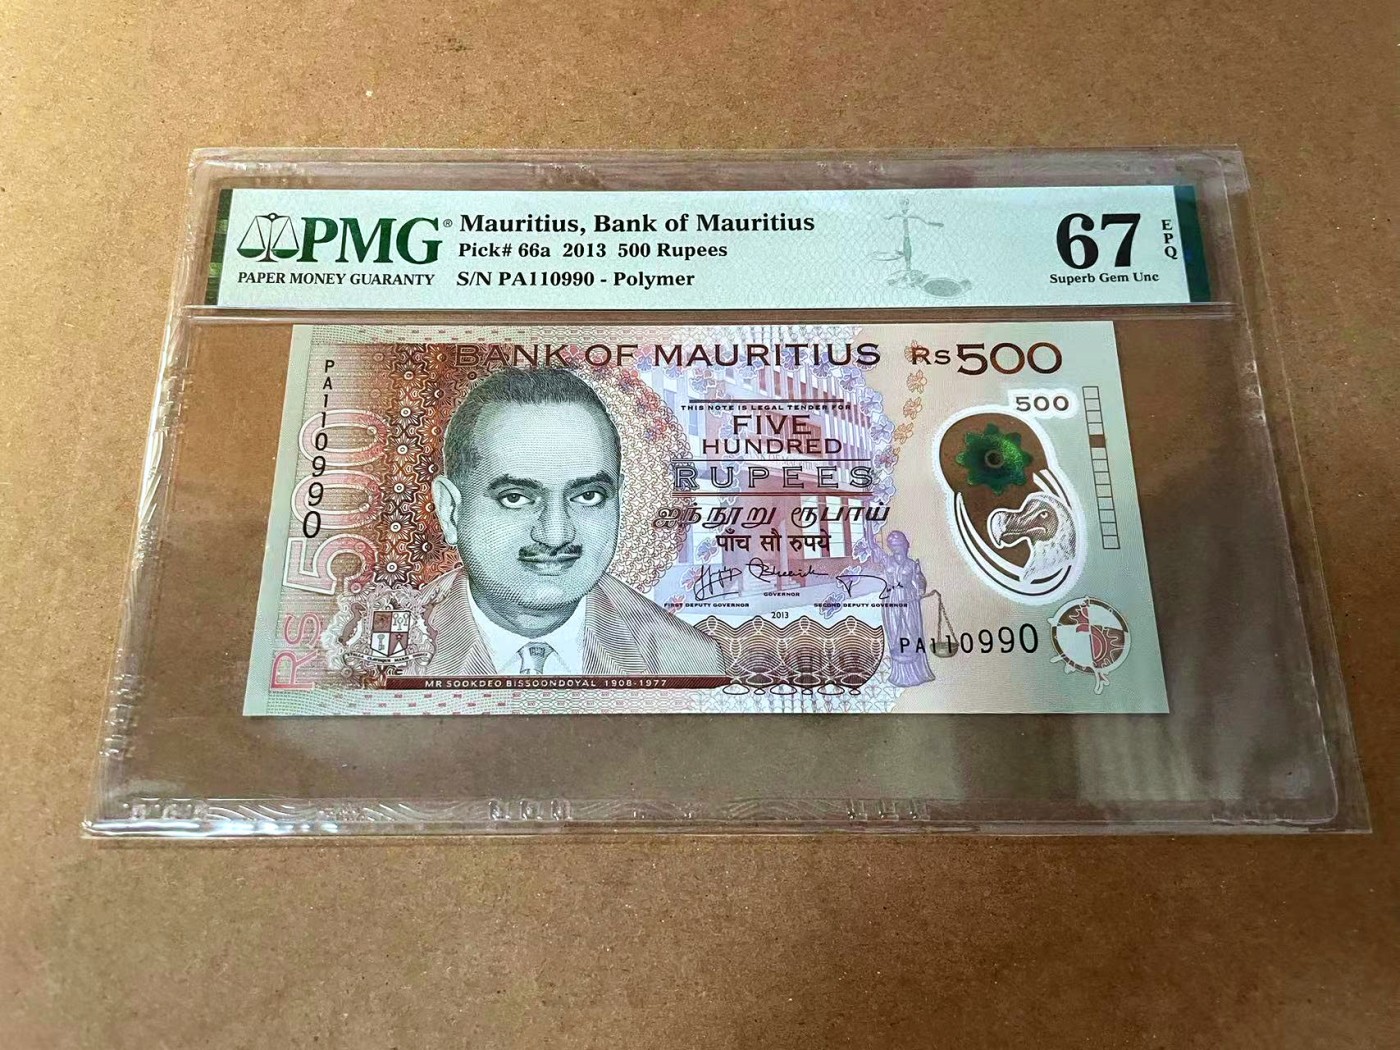 PMG®
PAPER MONEY GUARANTY
Mauritius, Bank of Mauritius
Pick# 66a 2013 500 Rupees
S/N PA110990 - Polymer
67
EPQ
Superb Gem Unc
BANK OF MAURITIUS
RS500
PA110990
RS 500
500
THIS NOTE IS LEGAL TENDER FOR
FIVE
HUNDRED
RUPEES
ஐந்நூறு ரூபாய்
पाँच सौ रुपये
FIRST DEPUTY GOVERNOR
GOVERNOR
SECOND DEPUTY GOVERNOR
2013
PA110990
MR SOOKDEO BISSOONDOYAL 1908-1977